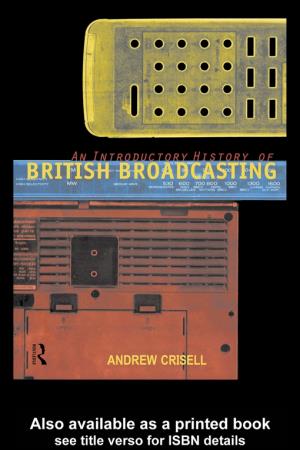 AN INTRODUCTORY HISTORY OF
BRITISH BROADCASTING
MW
530 600 700 800 1000 1300 1600
ANDREW CRISELL
R
Also available as a printed book
see title verso for ISBN details